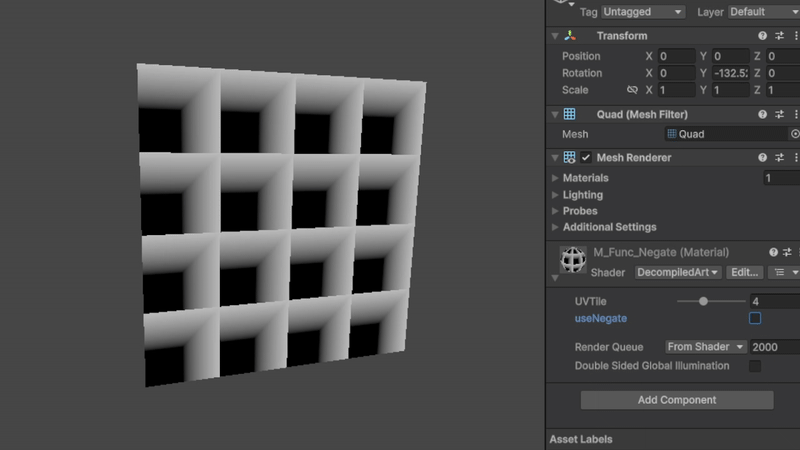 Tag Untagged Layer Default
Transform
Position X 0 Y 0 Z 0
Rotation X 0 Y -132.52 Z 0
Scale X 1 Y 1 Z 1
Quad (Mesh Filter)
Mesh Quad
Mesh Renderer
Materials 1
Lighting
Probes
Additional Settings
M_Func_Negate (Material)
Shader DecompiledArt Edit...
UVTile 4
useNegate
Render Queue From Shader 2000
Double Sided Global Illumination
Add Component
Asset Labels